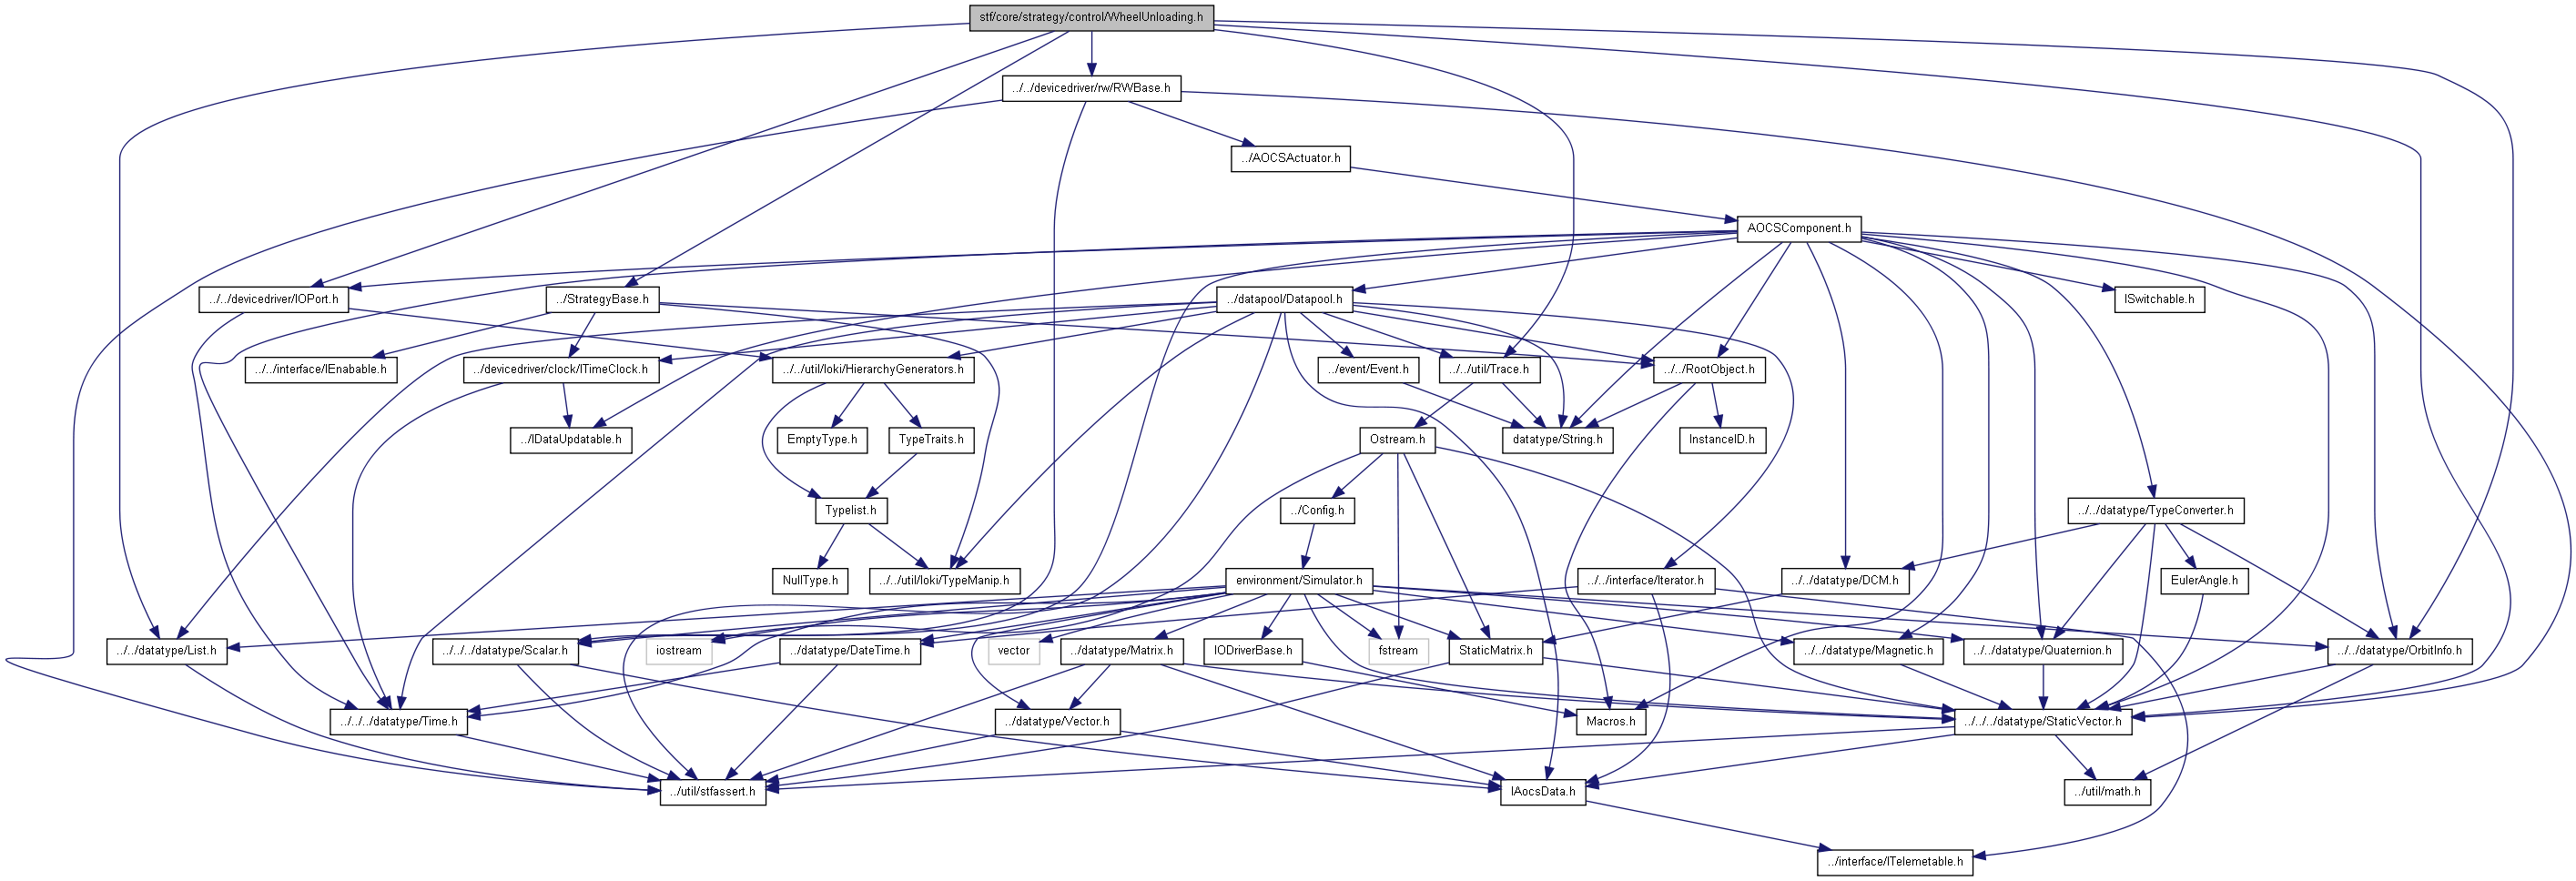 stf/core/strategy/control/WheelUnloading.h
../../devicedriver/rw/RWBase.h
../AOCSActuator.h
AOCSComponent.h
../../devicedriver/IOPort.h
../StrategyBase.h
../datapool/Datapool.h
ISwitchable.h
../../interface/IEnabable.h
../devicedriver/clock/ITimeClock.h
../../util/loki/HierarchyGenerators.h
../event/Event.h
../../util/Trace.h
../../RootObject.h
../IDataUpdatable.h
EmptyType.h
TypeTraits.h
Ostream.h
datatype/String.h
InstanceID.h
Typelist.h
../Config.h
../../datatype/TypeConverter.h
NullType.h
../../util/loki/TypeManip.h
environment/Simulator.h
../../interface/Iterator.h
../../datatype/DCM.h
EulerAngle.h
../../datatype/List.h
../../../datatype/Scalar.h
iostream
../datatype/DateTime.h
vector
../datatype/Matrix.h
IODriverBase.h
fstream
StaticMatrix.h
../../datatype/Magnetic.h
../../datatype/Quaternion.h
../../datatype/OrbitInfo.h
../../../datatype/Time.h
../datatype/Vector.h
Macros.h
../../../datatype/StaticVector.h
../util/stfassert.h
IAocsData.h
../util/math.h
../interface/ITelemetable.h